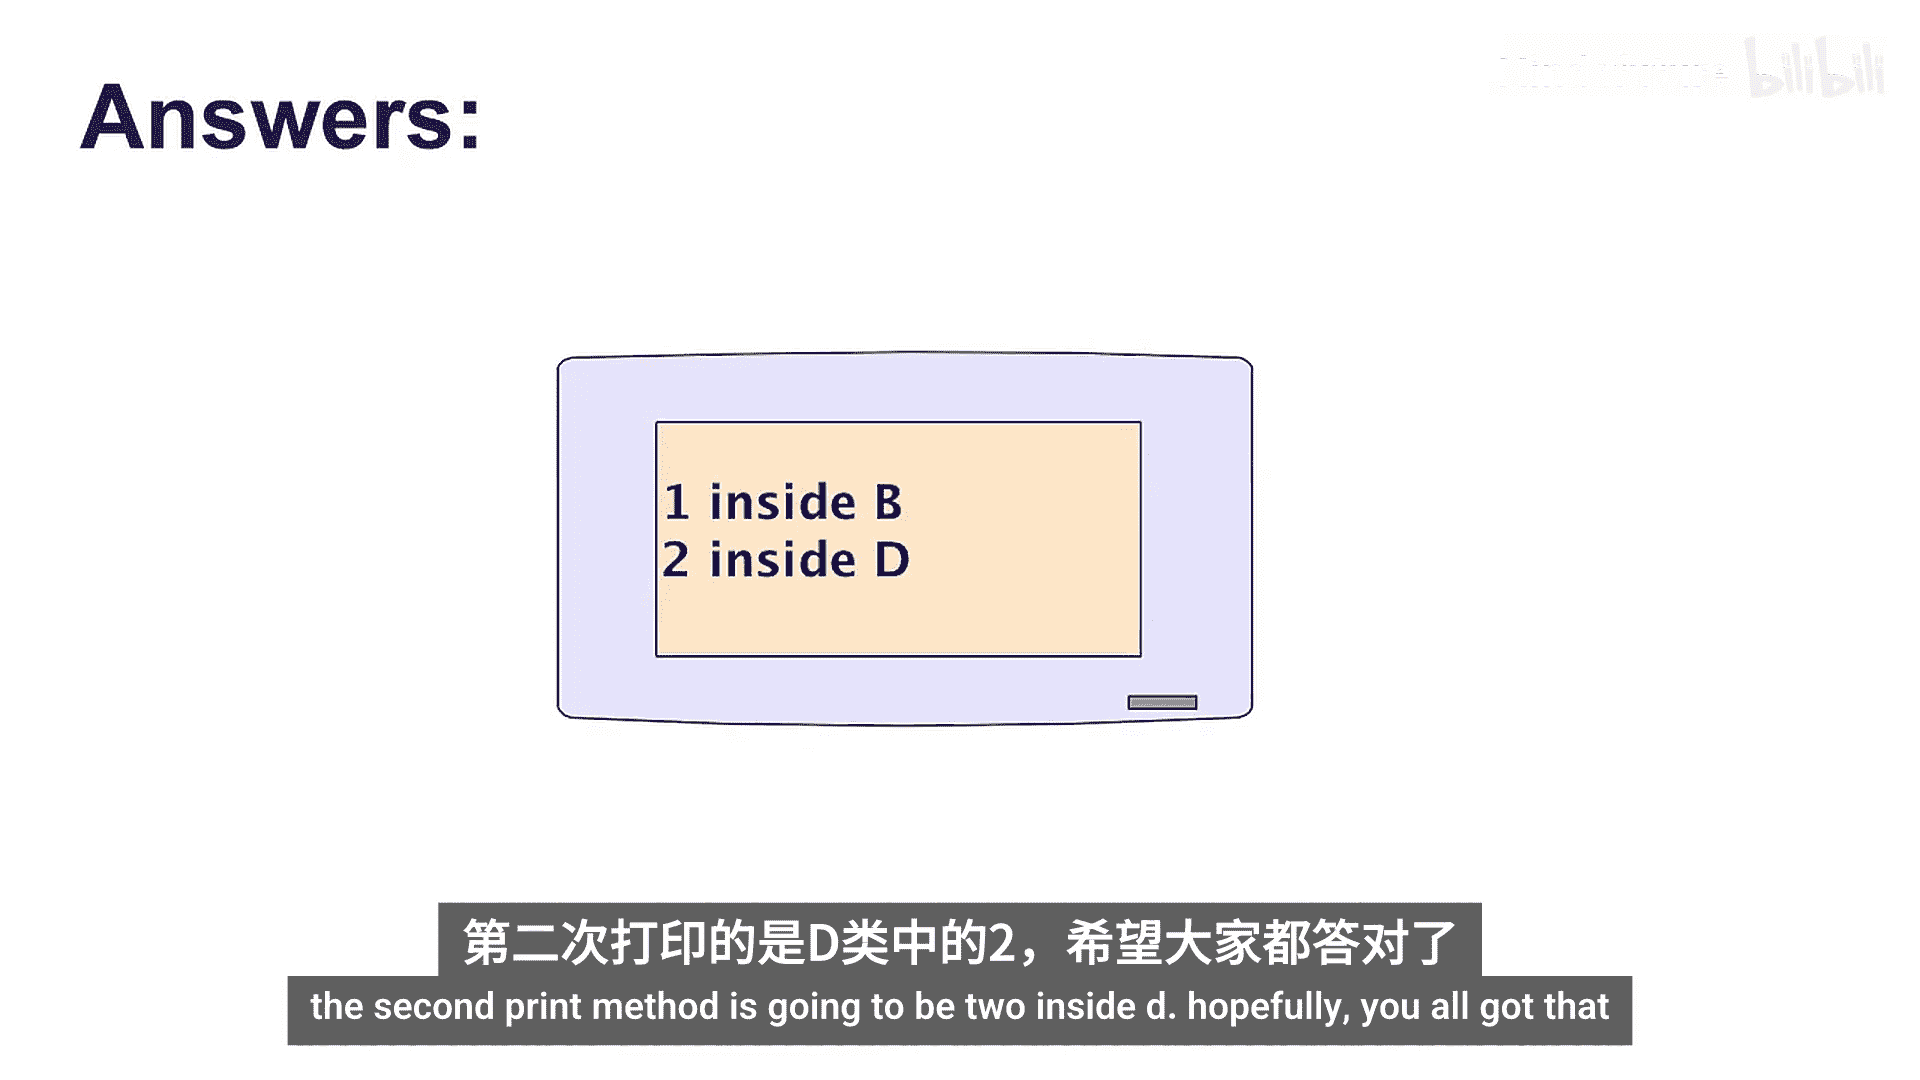 bilibili
Answers:
1 inside B
2 inside D
第二次打印的是D类中的2，希望大家都答对了
the second print method is going to be two inside d. hopefully, you all got that